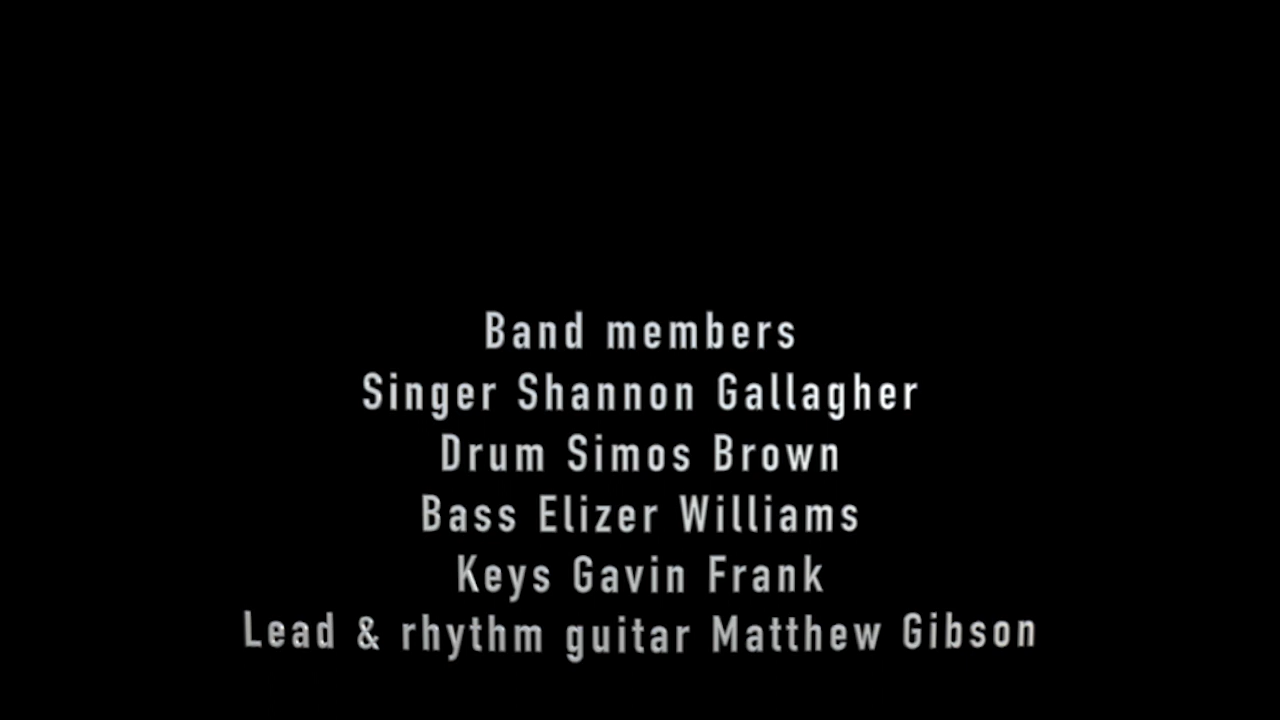 Band members
Singer Shannon Gallagher
Drum Simos Brown
Bass Elizer Williams
Keys Gavin Frank
Lead & rhythm guitar Matthew Gibson